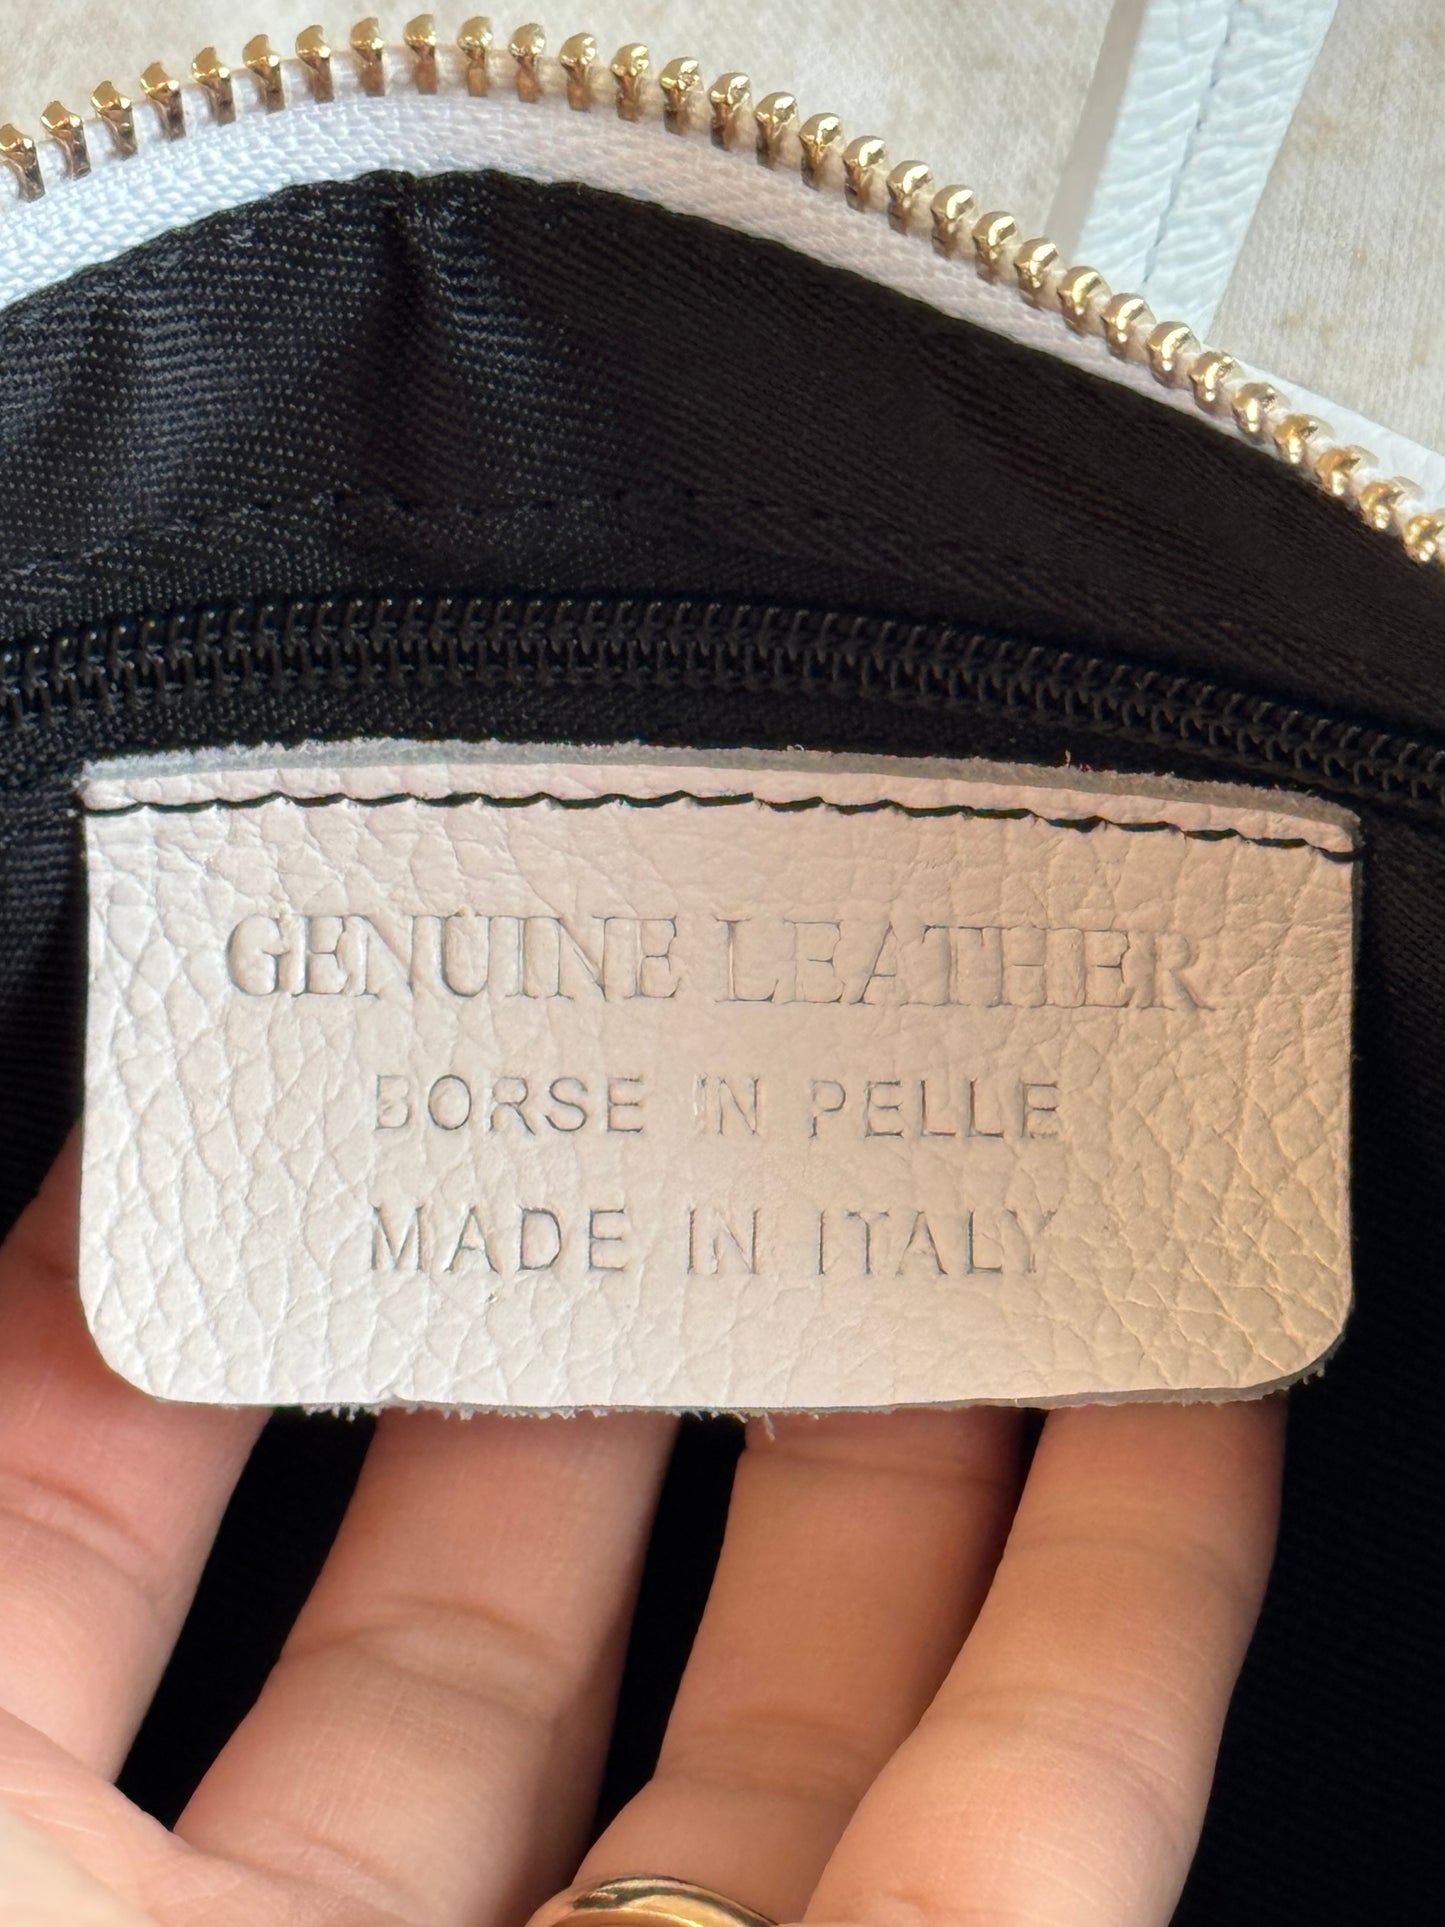 GENUINE LEATHER
BORSE IN PELLE
MADE IN ITALY